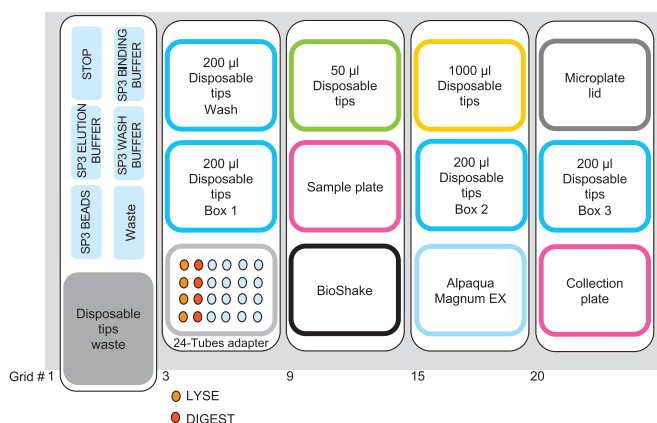 STOP
SP3 BINDING
BUFFER
SP3 ELUTION
BUFFER
SP3 WASH
BUFFER
SP3 BEADS
Waste
Disposable
tips
waste
200 µl
Disposable
tips
Wash
200 µl
Disposable
tips
Box 1
24-Tubes adapter
50 µl
Disposable
tips
Sample plate
BioShake
1000 µl
Disposable
tips
200 µl
Disposable
tips
Box 2
Alpaqua
Magnum EX
Microplate
lid
200 µl
Disposable
tips
Box 3
Collection
plate
Grid # 1 3 9 15 20
LYSE
DIGEST